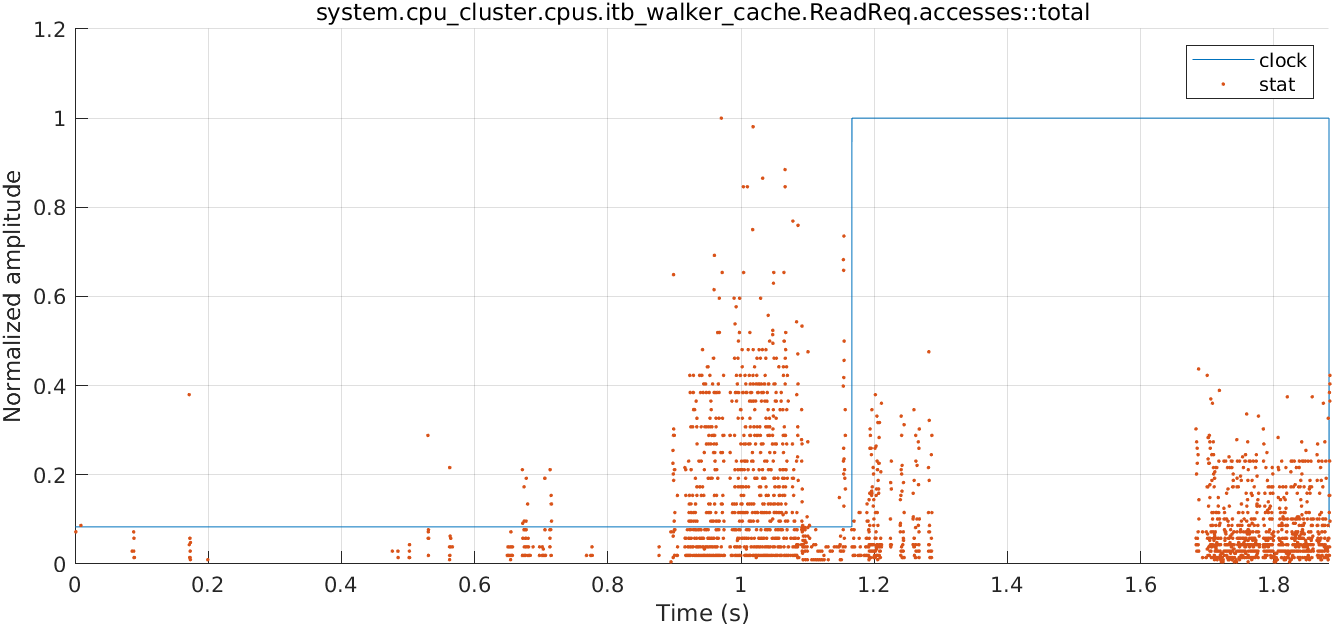 system.cpu_cluster.cpus.itb_walker_cache.ReadReq.accesses::total
1.2
1
0.8
0.6
0.4
0.2
0
Normalized amplitude
clock
stat
0 0.2 0.4 0.6 0.8 1 1.2 1.4 1.6 1.8
Time (s)